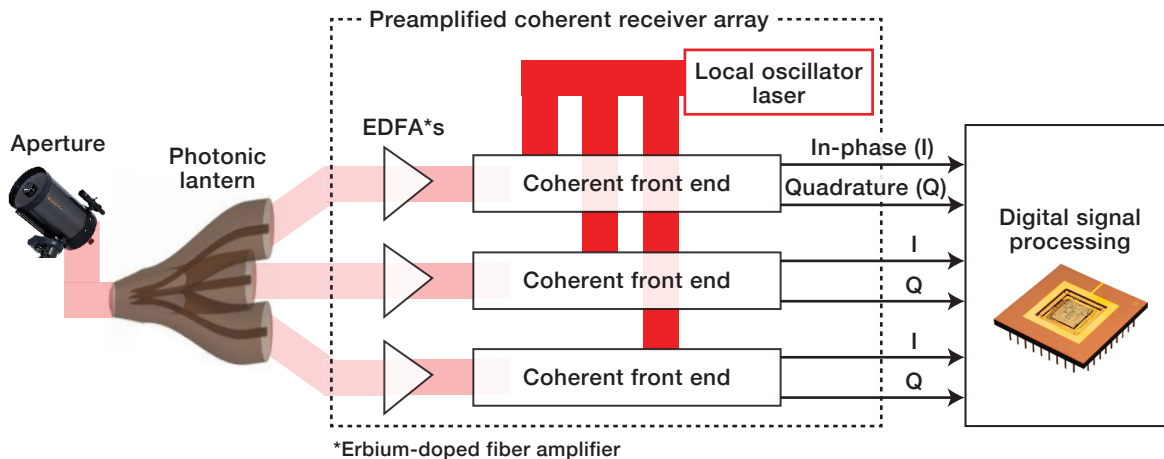 Preamplified coherent receiver array
Local oscillator
laser
EDFA*s
Aperture
Photonic
lantern
In-phase (I)
Coherent front end
Quadrature (Q)
Digital signal
processing
I
Coherent front end
Q
I
Coherent front end
Q
*Erbium-doped fiber amplifier